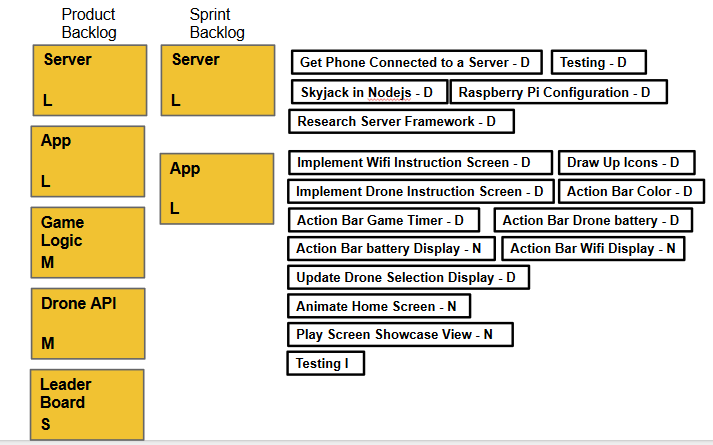 Product Backlog
Sprint Backlog
Server
L
Server
L
Get Phone Connected to a Server - D
Testing - D
Skyjack in Nodejs - D
Raspberry Pi Configuration - D
Research Server Framework - D
App
L
App
L
Implement Wifi Instruction Screen - D
Draw Up Icons - D
Implement Drone Instruction Screen - D
Action Bar Color - D
Action Bar Game Timer - D
Action Bar Drone battery - D
Action Bar battery Display - N
Action Bar Wifi Display - N
Update Drone Selection Display - D
Animate Home Screen - N
Play Screen Showcase View - N
Testing I
Game
Logic
M
Drone API
M
Leader
Board
S